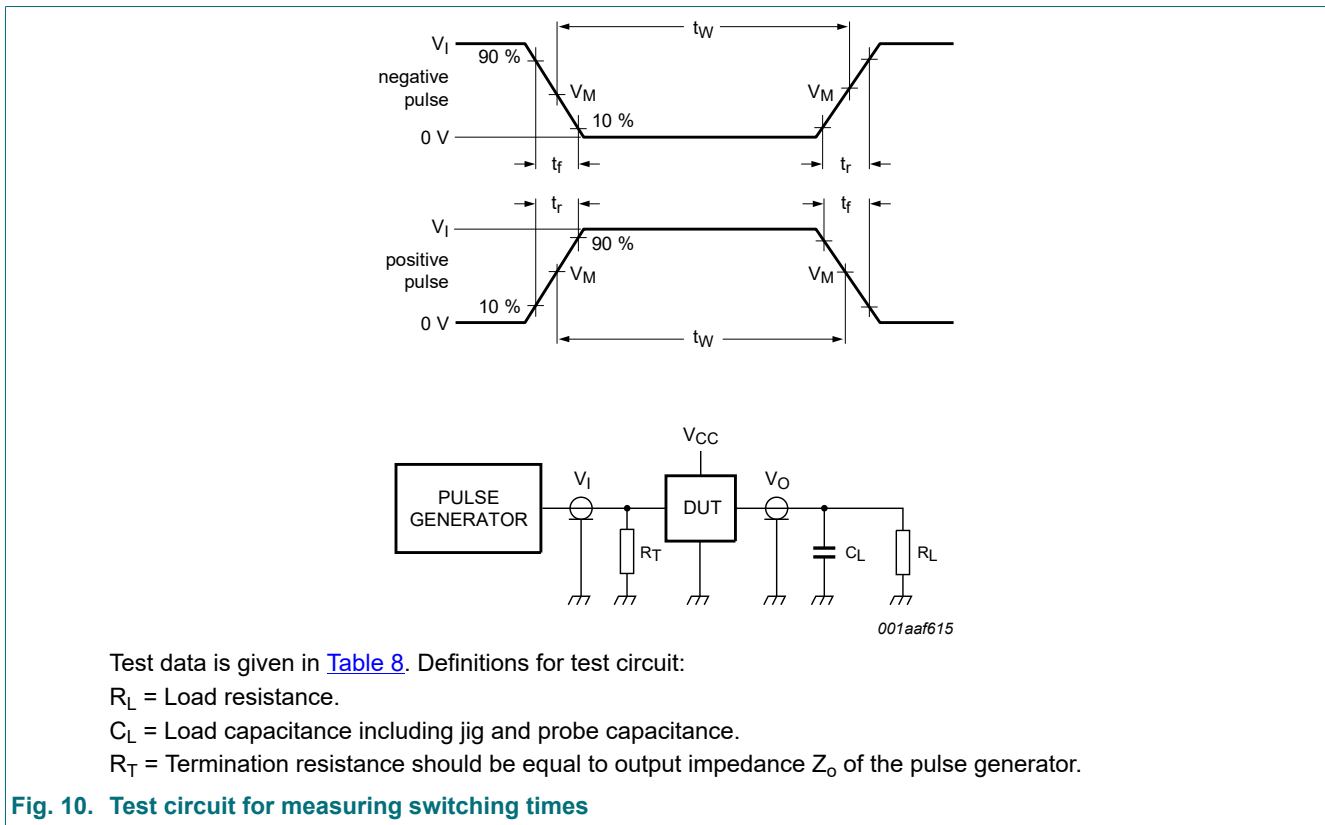 tW
VI
90 %
negative
pulse
VM
VM
10 %
0 V
tf
tr
tr
tf
VI
90 %
positive
pulse
VM
VM
10 %
0 V
tW
VCC
VI
VO
PULSE
GENERATOR
DUT
RT
CL
RL
001aaf615
Test data is given in Table 8. Definitions for test circuit:
RL = Load resistance.
CL = Load capacitance including jig and probe capacitance.
RT = Termination resistance should be equal to output impedance Zo of the pulse generator.
Fig. 10. Test circuit for measuring switching times